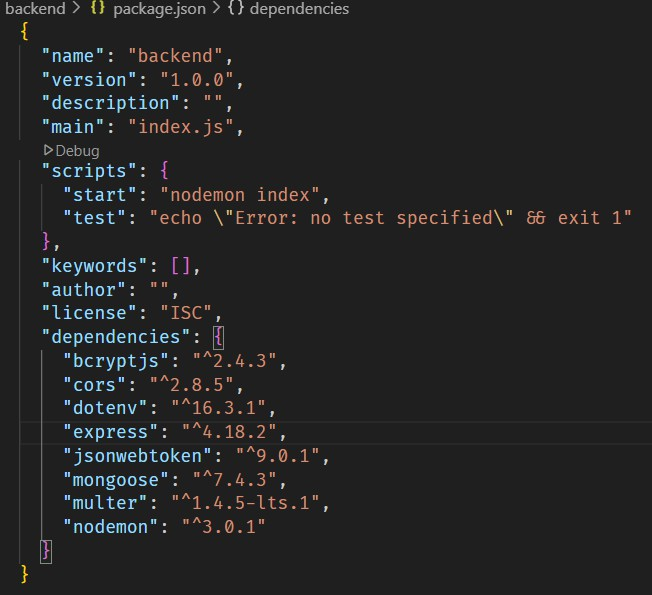 backend > {} package.json > {} dependencies
{
"name": "backend",
"version": "1.0.0",
"description": "",
"main": "index.js",
Debug
"scripts": {
"start": "nodemon index",
"test": "echo \"Error: no test specified\" && exit 1"
},
"keywords": [],
"author": "",
"license": "ISC",
"dependencies": {
"bcryptjs": "^2.4.3",
"cors": "^2.8.5",
"dotenv": "^16.3.1",
"express": "^4.18.2",
"jsonwebtoken": "^9.0.1",
"mongoose": "^7.4.3",
"multer": "^1.4.5-lts.1",
"nodemon": "^3.0.1"
}
}